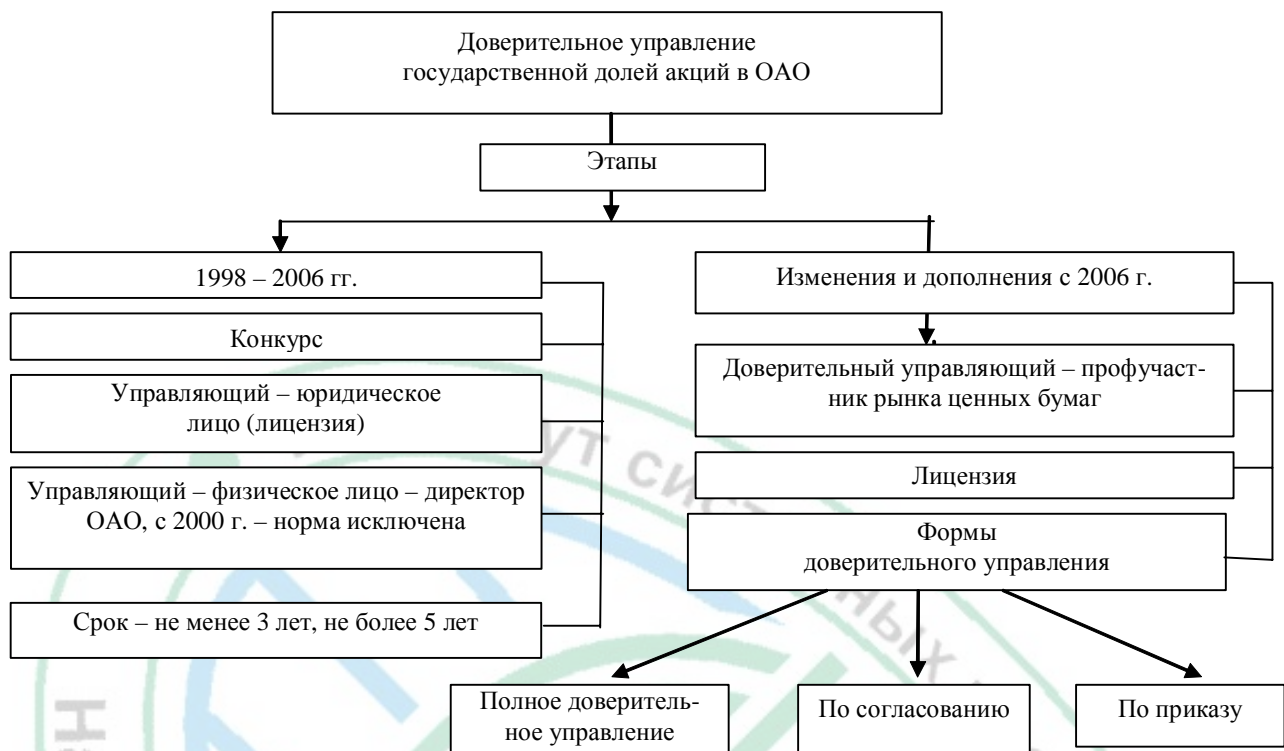 Доверительное управление
государственной долей акций в ОАО
Этапы
1998 – 2006 гг.
Конкурс
Управляющий – юридическое
лицо (лицензия)
Управляющий – физическое лицо – директор
ОАО, с 2000 г. – норма исключена
Срок – не менее 3 лет, не более 5 лет
Изменения и дополнения с 2006 г.
Доверительный управляющий – профучаст-
ник рынка ценных бумаг
Лицензия
Формы
доверительного управления
Полное доверитель-
ное управление
По согласованию
По приказу